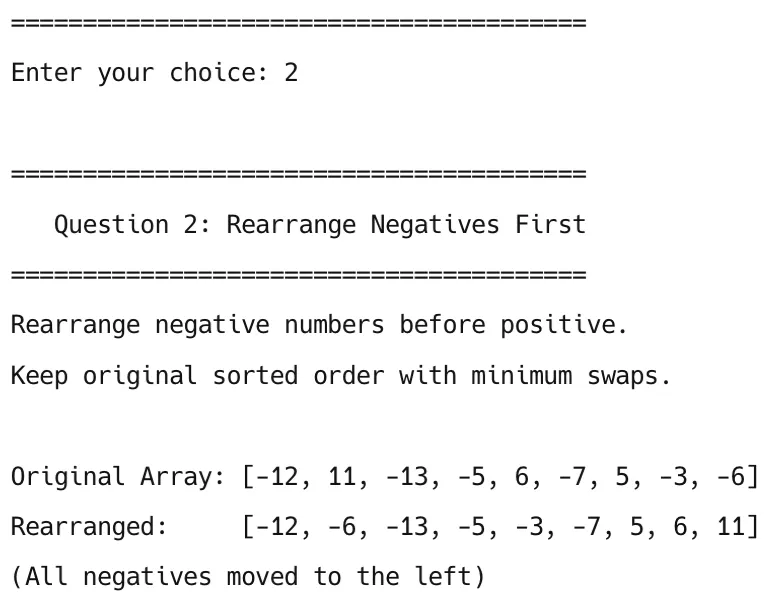 ========================================
Enter your choice: 2
========================================
   Question 2: Rearrange Negatives First
========================================
Rearrange negative numbers before positive.
Keep original sorted order with minimum swaps.
Original Array: [-12, 11, -13, -5, 6, -7, 5, -3, -6]
Rearranged:     [-12, -6, -13, -5, -3, -7, 5, 6, 11]
(All negatives moved to the left)